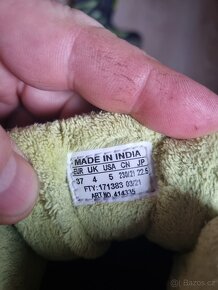 MADE IN INDIA
EUR UK USA CN JP
37 4 5 230(2) 22.5
FTY: 171383 03/21
ART NO 414335
Bazos.cz